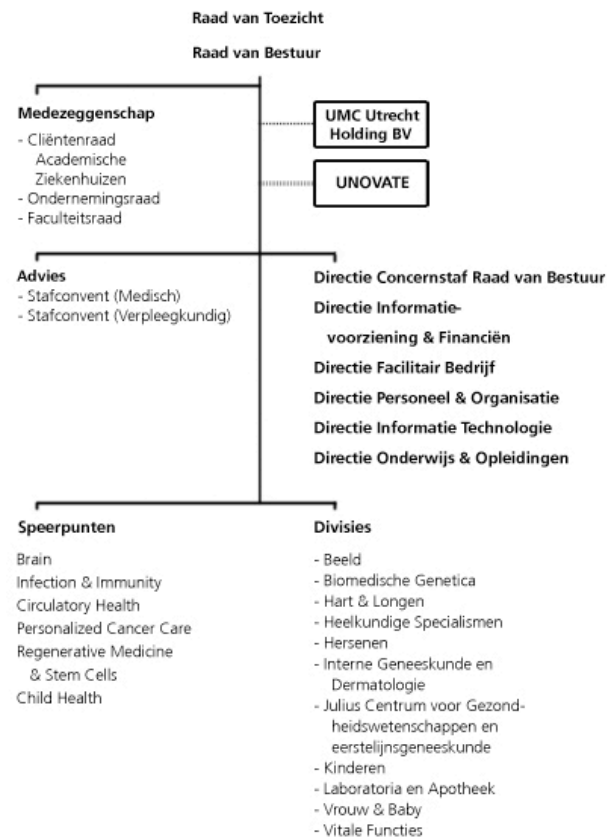 Raad van Toezicht
Raad van Bestuur
Medezeggenschap
- Cliëntenraad
Academische
Ziekenhuizen
- Ondernemingsraad
- Faculteitsraad
UMC Utrecht
Holding BV
UNOVATE
Advies
- Stafconvent (Medisch)
- Stafconvent (Verpleegkundig)
Directie Concernstaf Raad van Bestuur
Directie Informatie-
voorziening & Financiën
Directie Facilitair Bedrijf
Directie Personeel & Organisatie
Directie Informatie Technologie
Directie Onderwijs & Opleidingen
Speerpunten
Brain
Infection & Immunity
Circulatory Health
Personalized Cancer Care
Regenerative Medicine
& Stem Cells
Child Health
Divisies
- Beeld
- Biomedische Genetica
- Hart & Longen
- Heelkundige Specialismen
- Hersenen
- Interne Geneeskunde en
Dermatologie
- Julius Centrum voor Gezond-
heidswetenschappen en
eerstelijnsgeneeskunde
- Kinderen
- Laboratoria en Apotheek
- Vrouw & Baby
- Vitale Functies